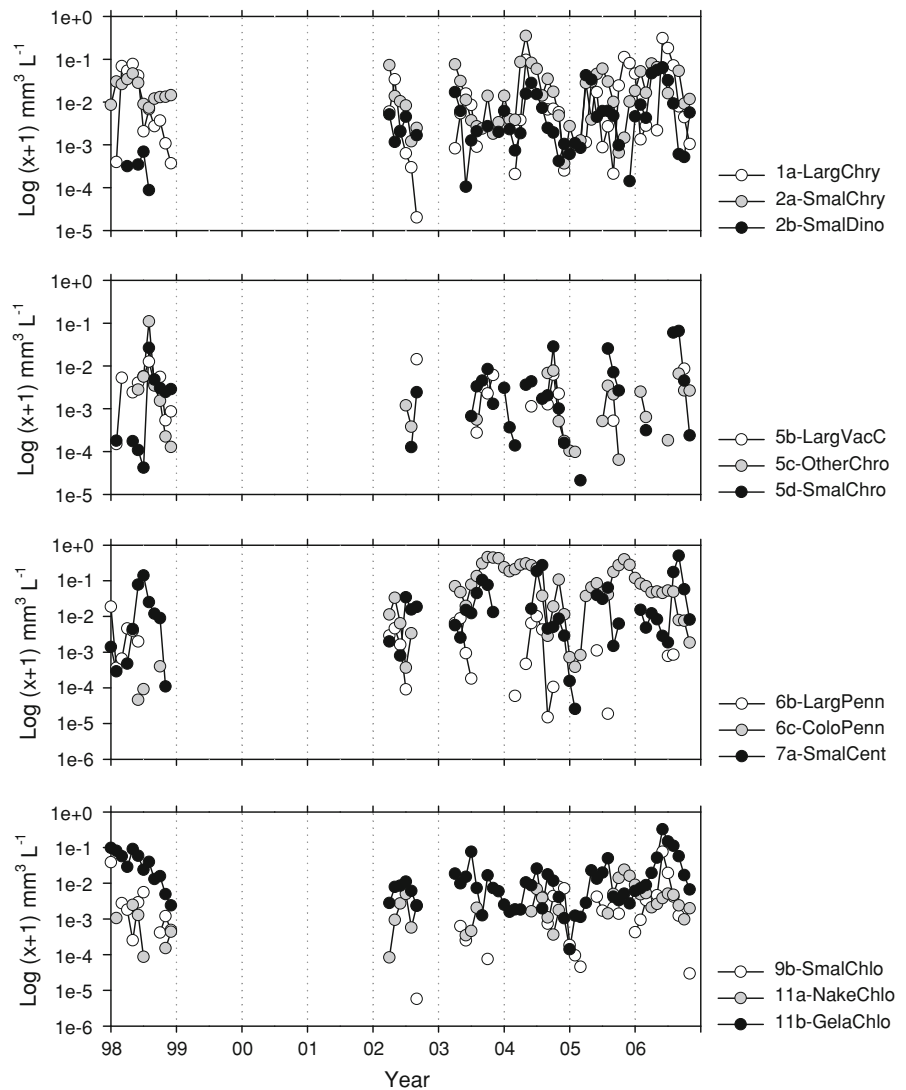 1e+0
1e-1
1e-2
1e-3
1e-4
1e-5
Log (x+1) mm³ L⁻¹
1a-LargChry
2a-SmalChry
2b-SmalDino
1e+0
1e-1
1e-2
1e-3
1e-4
1e-5
Log (x+1) mm³ L⁻¹
5b-LargVacC
5c-OtherChro
5d-SmalChro
1e+0
1e-1
1e-2
1e-3
1e-4
1e-5
1e-6
Log (x+1) mm³ L⁻¹
6b-LargPenn
6c-ColoPenn
7a-SmalCent
1e+0
1e-1
1e-2
1e-3
1e-4
1e-5
1e-6
Log (x+1) mm³ L⁻¹
9b-SmalChlo
11a-NakeChlo
11b-GelaChlo
98 99 00 01 02 03 04 05 06
Year